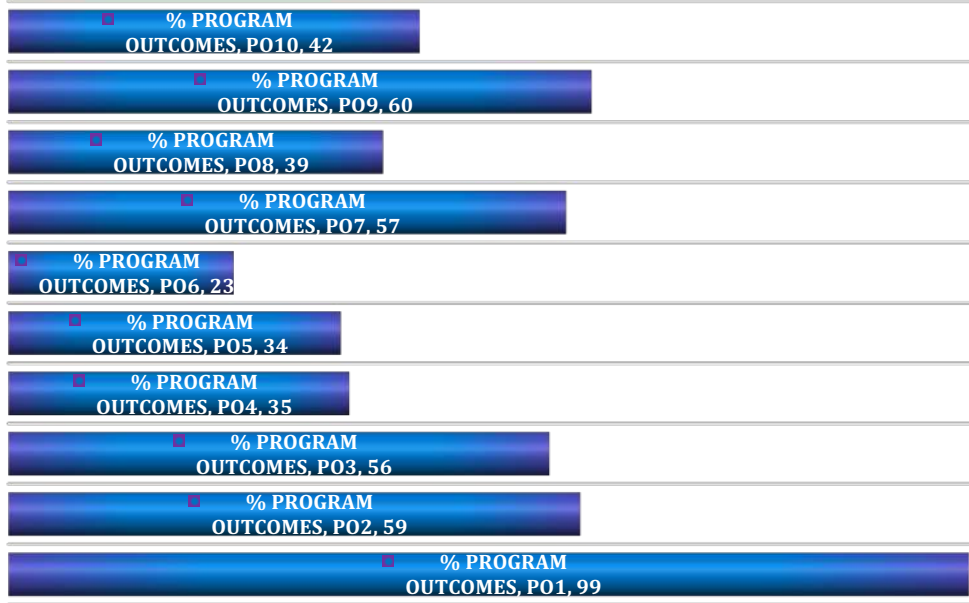 % PROGRAM
OUTCOMES, PO10, 42
% PROGRAM
OUTCOMES, PO9, 60
% PROGRAM
OUTCOMES, PO8, 39
% PROGRAM
OUTCOMES, PO7, 57
% PROGRAM
OUTCOMES, PO6, 23
% PROGRAM
OUTCOMES, PO5, 34
% PROGRAM
OUTCOMES, PO4, 35
% PROGRAM
OUTCOMES, PO3, 56
% PROGRAM
OUTCOMES, PO2, 59
% PROGRAM
OUTCOMES, PO1, 99